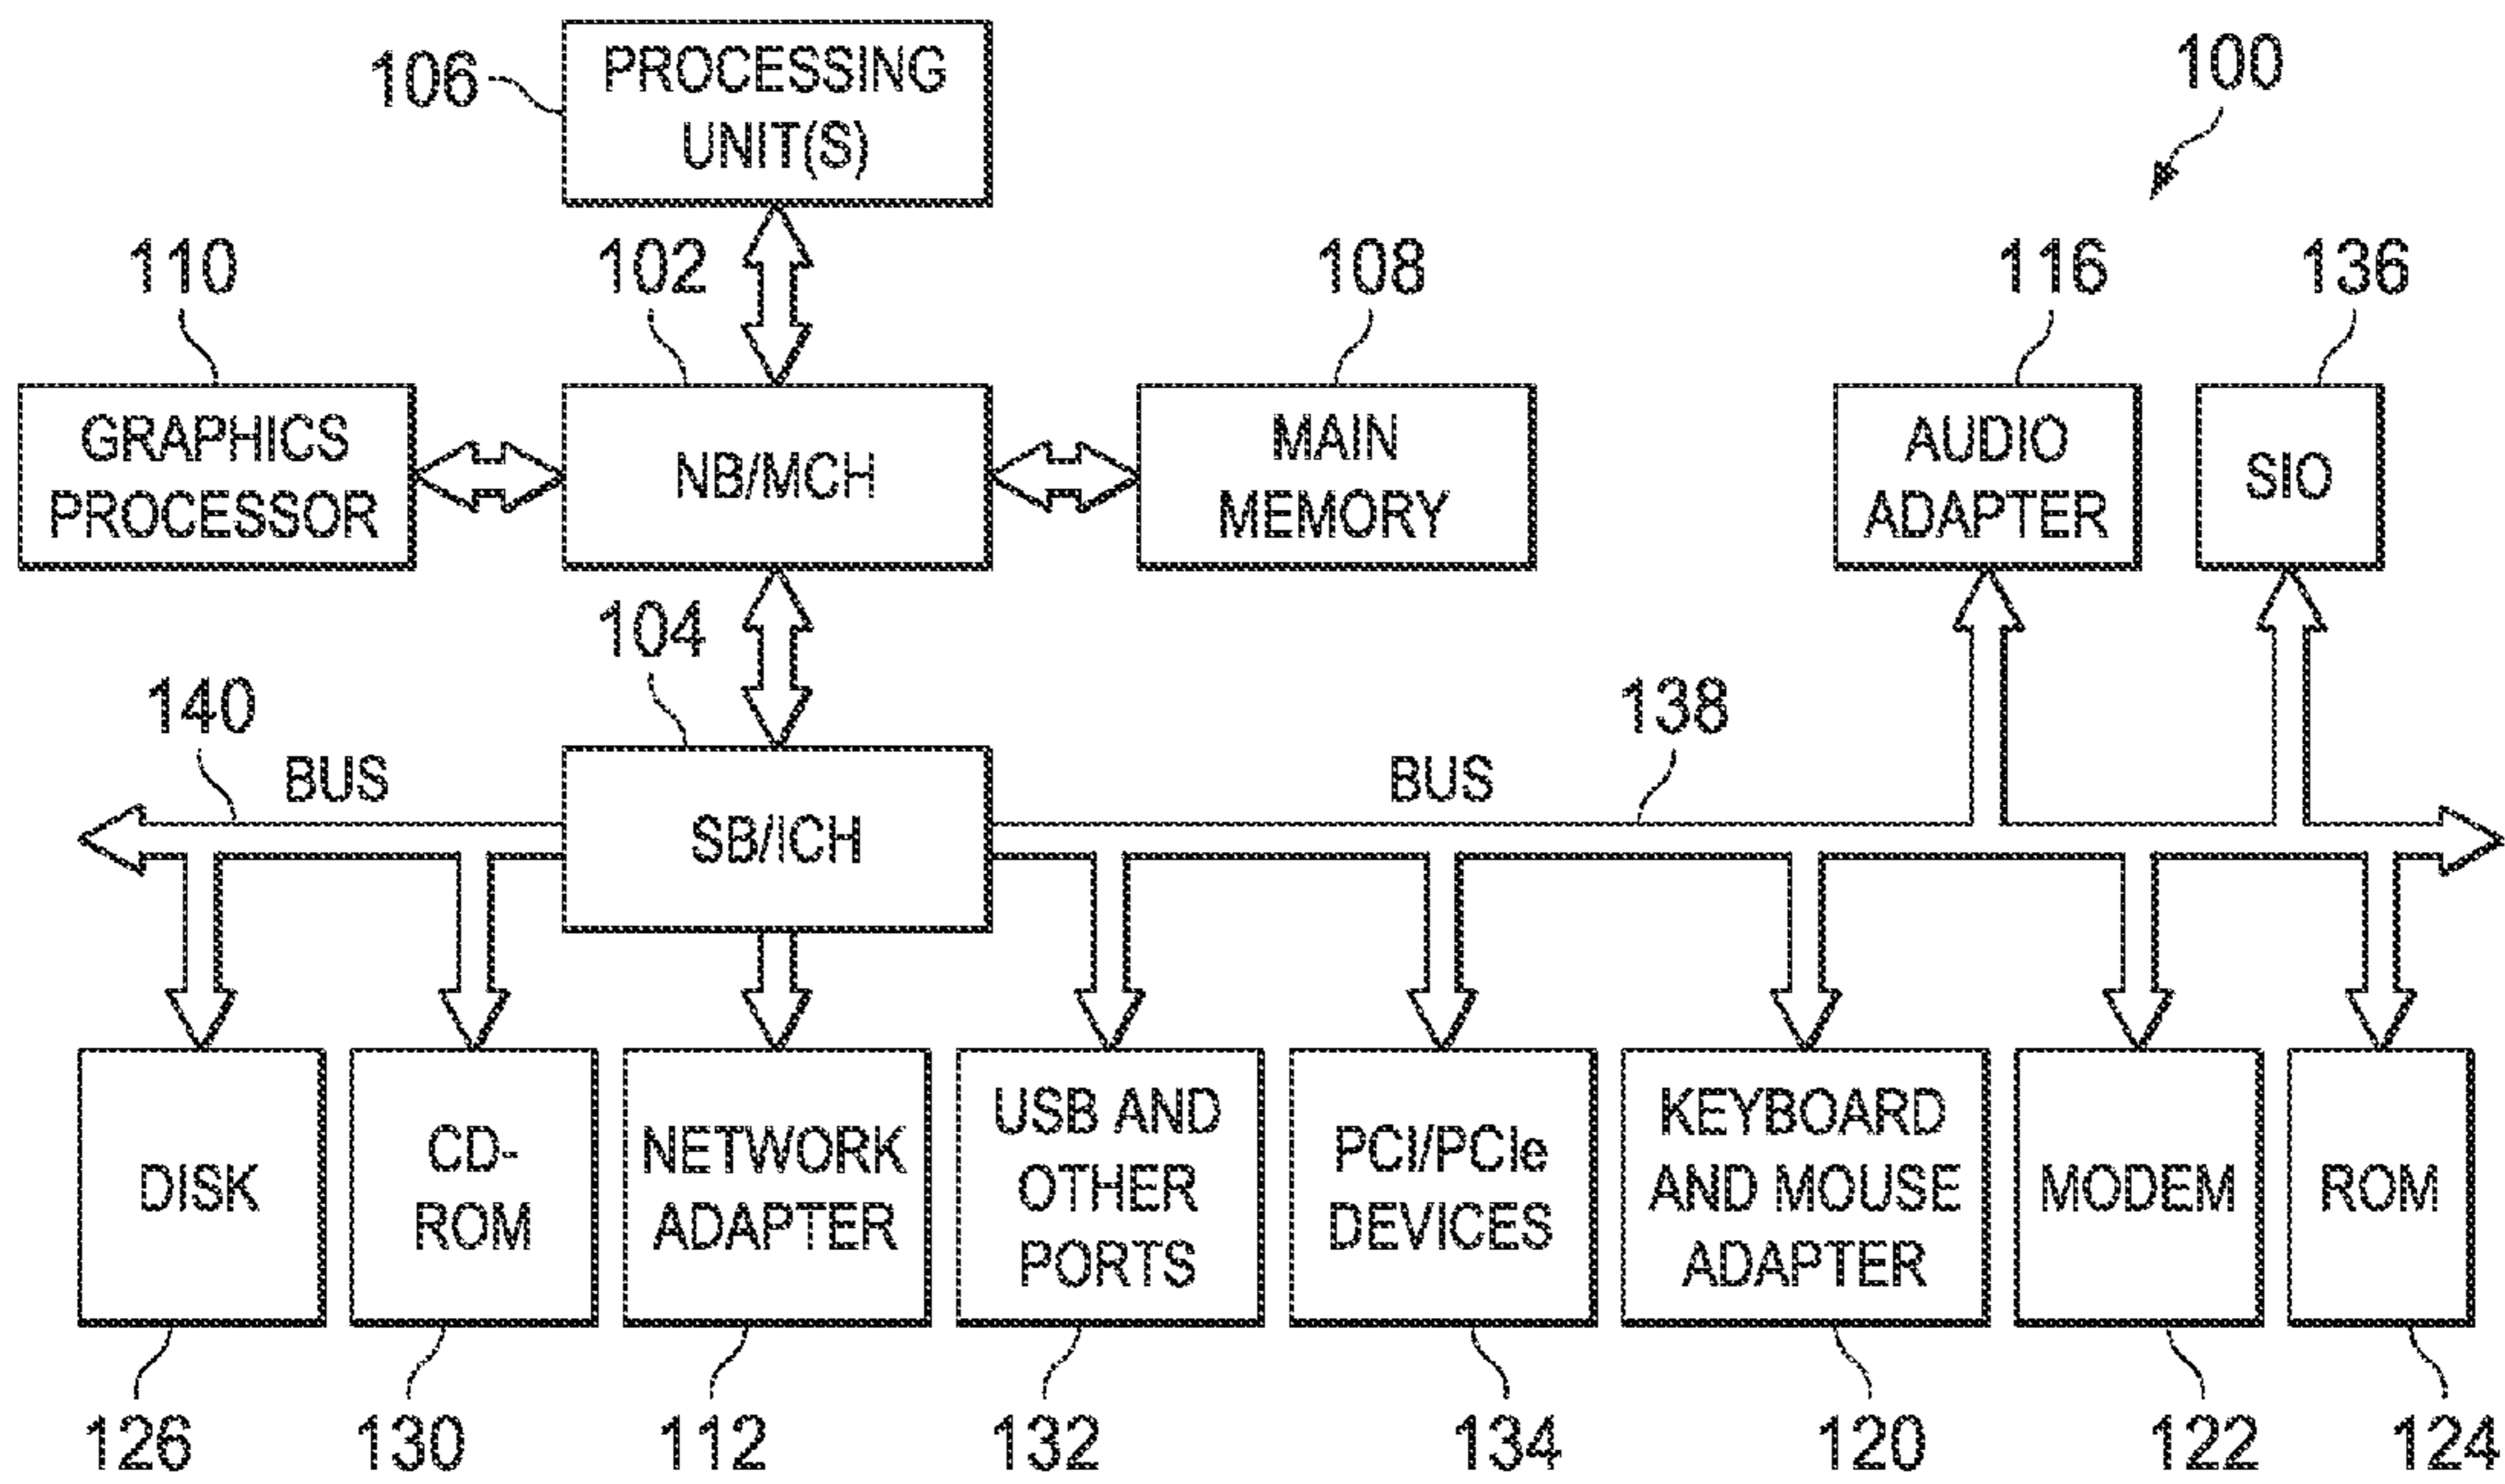 PROCESSING
UNIT(S)
106
100
110
102
108
116
136
GRAPHICS
PROCESSOR
NB/MCH
MAIN
MEMORY
AUDIO
ADAPTER
SIO
104
140
BUS
138
BUS
SB/ICH
DISK
CD-
ROM
NETWORK
ADAPTER
USB AND
OTHER
PORTS
PCI/PCIe
DEVICES
KEYBOARD
AND MOUSE
ADAPTER
MODEM
ROM
126
130
112
132
134
120
122
124